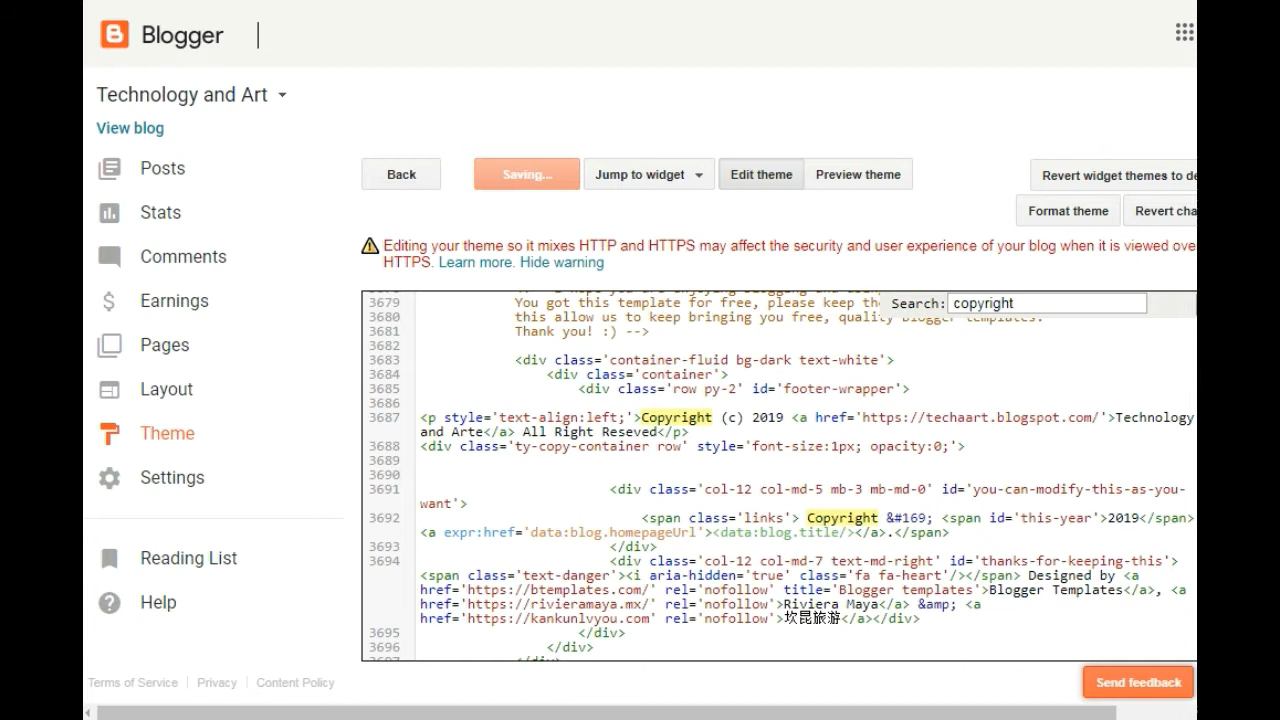 Blogger
Technology and Art
View blog
Posts
Stats
Comments
Earnings
Pages
Layout
Theme
Settings
Reading List
Help
Terms of Service
Privacy
Content Policy
Back
Saving...
Jump to widget
Edit theme
Preview theme
Revert widget themes to de
Format theme
Revert cha
Editing your theme so it mixes HTTP and HTTPS may affect the security and user experience of your blog when it is viewed ove
HTTPS. Learn more. Hide warning
Search: copyright
3679 You got this template for free, please keep the
3680 this allow us to keep bringing you free, quality blogger templates.
3681 Thank you! :) -->
3682
3683 <div class='container-fluid bg-dark text-white'>
3684 <div class='container'>
3685 <div class='row py-2' id='footer-wrapper'>
3686
3687 <p style='text-align:left;'>Copyright (c) 2019 <a href='https://techaart.blogspot.com/'>Technology
and Arte</a> All Right Reseved</p>
3688 <div class='ty-copy-container row' style='font-size:1px; opacity:0;'>
3689
3690
3691 <div class='col-12 col-md-5 mb-3 mb-md-0' id='you-can-modify-this-as-you-
want'>
3692 <span class='links'> Copyright &#169; <span id='this-year'>2019</span>
<a expr:href='data:blog.homepageUrl'><data:blog.title/></a>.</span>
3693 </div>
3694 <div class='col-12 col-md-7 text-md-right' id='thanks-for-keeping-this'>
<span class='text-danger'><i aria-hidden='true' class='fa fa-heart'/></span> Designed by <a
href='https://btemplates.com/' rel='nofollow' title='Blogger templates'>Blogger Templates</a>, <a
href='https://rivieramaya.mx/' rel='nofollow'>Riviera Maya</a> &amp; <a
href='https://kankunlvyou.com' rel='nofollow'>坎昆旅游</a></div>
3695 </div>
3696 </div>
Send feedback